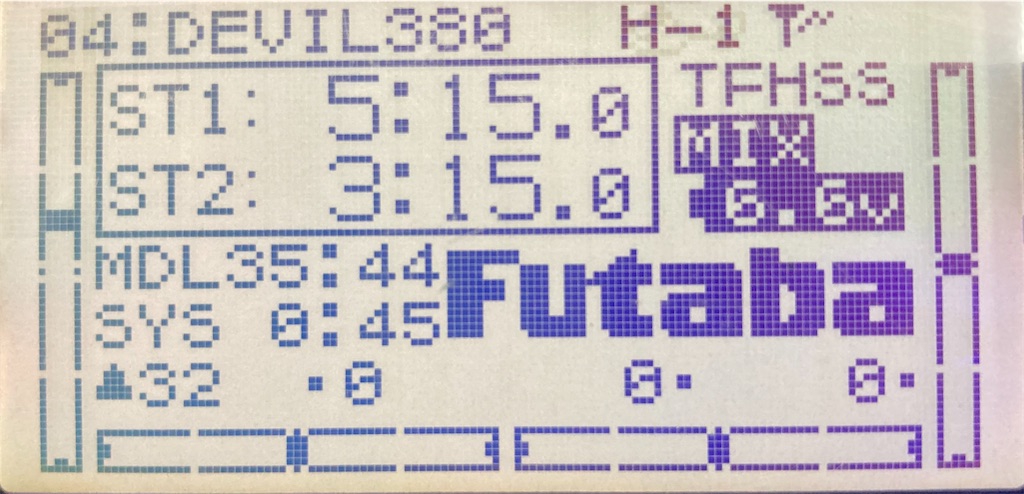 04:DEVIL380 H-1
TFHSS
ST1: 5:15.0
MIX
ST2: 3:15.0
6.6v
MDL35:44
Futaba
SYS 0:45
32 0 0 0